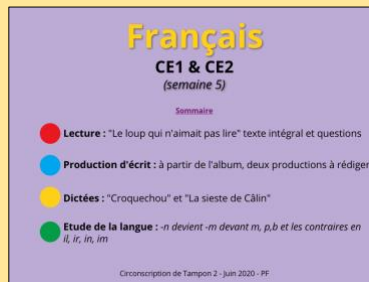 Français
CE1 & CE2
(semaine 5)
Sommaire
Lecture : "Le loup qui n'aimait pas lire" texte intégral et questions
Production d'écrit : à partir de l'album, deux productions à rédiger
Dictées : "Croquechou" et "La sieste de Câlin"
Etude de la langue : -n devient -m devant m, p,b et les contraires en
il, ir, in, im
Circonscription de Tampon 2 - Juin 2020 - PF